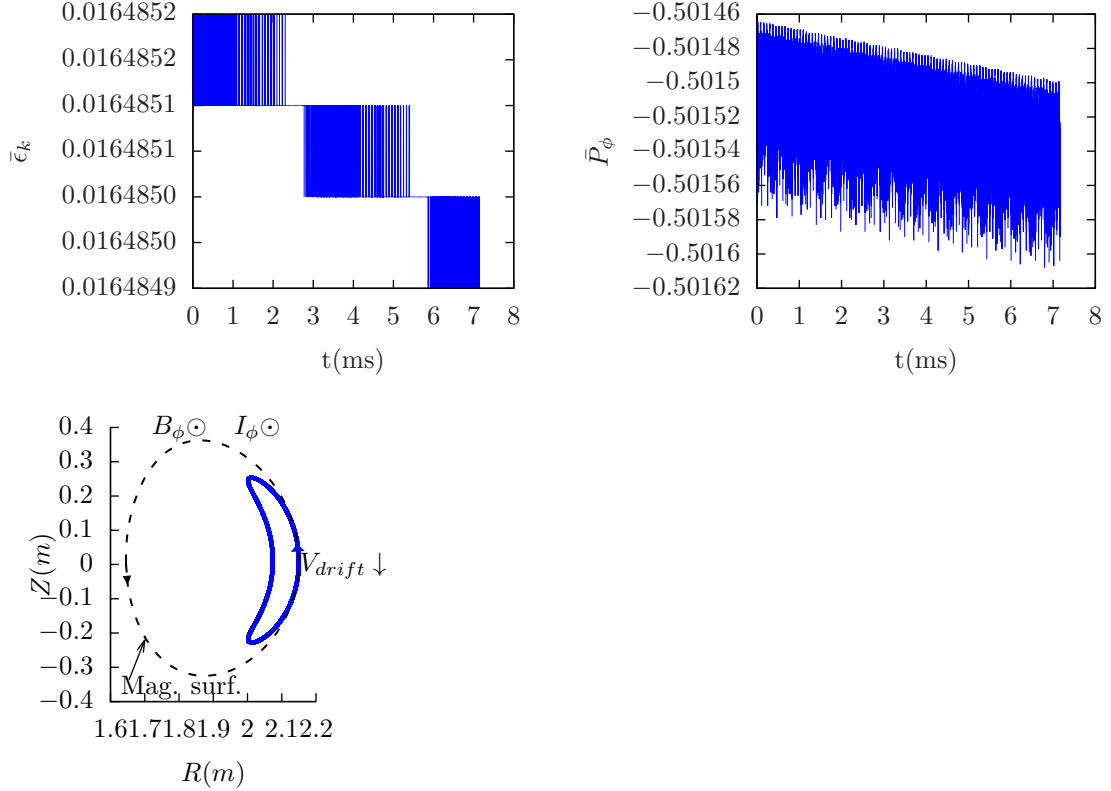 0.0164852
0.0164852
0.0164851
0.0164851
0.0164850
0.0164850
0.0164849
ϵ̄ₖ
0 1 2 3 4 5 6 7 8
t(ms)
−0.50146
−0.50148
−0.5015
−0.50152
−0.50154
−0.50156
−0.50158
−0.5016
−0.50162
P̄_ϕ
0 1 2 3 4 5 6 7 8
t(ms)
0.4
0.3
0.2
0.1
0
−0.1
−0.2
−0.3
−0.4
Z(m)
B_ϕ⊙ I_ϕ⊙
V_drift ↓
Mag. surf.
1.6 1.7 1.8 1.9 2 2.1 2.2
R(m)